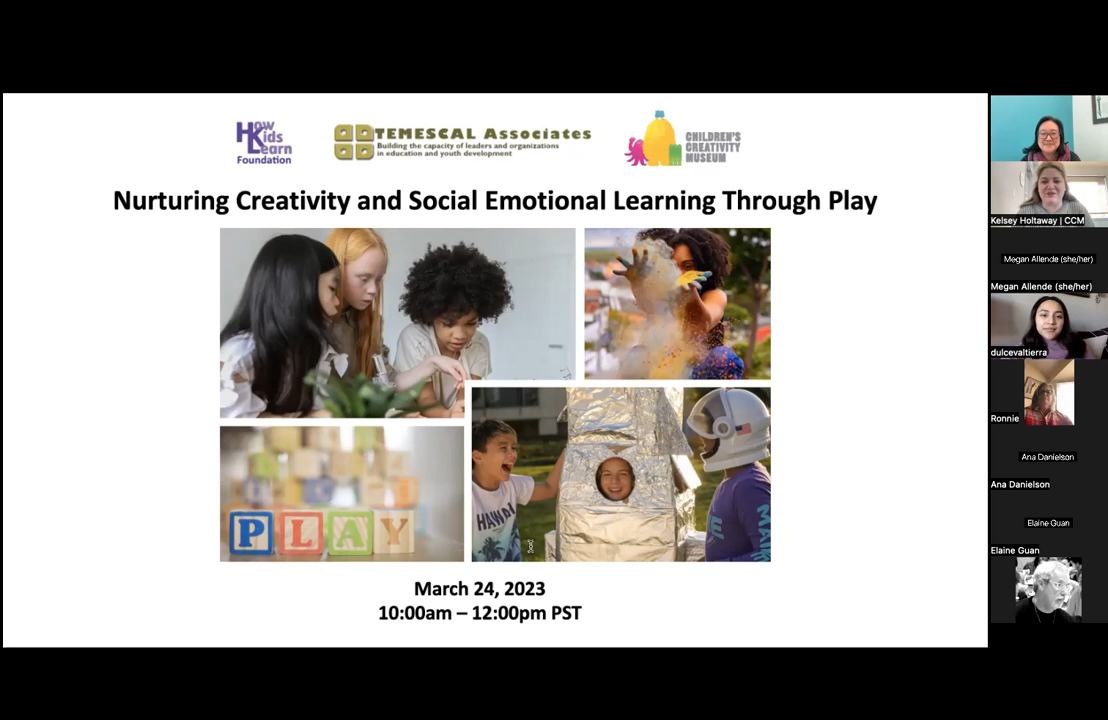 How
Kids
Learn
Foundation
TEMESCAL Associates
Building the capacity of leaders and organizations
in education and youth development
CHILDREN'S
CREATIVITY
MUSEUM
Nurturing Creativity and Social Emotional Learning Through Play
HAWAI
PLAY
March 24, 2023
10:00am – 12:00pm PST
Kelsey Holtaway | CCM
Megan Allende (she/her)
Megan Allende (she/her)
dulcevaltierra
Ronnie
Ana Danielson
Ana Danielson
Elaine Guan
Elaine Guan